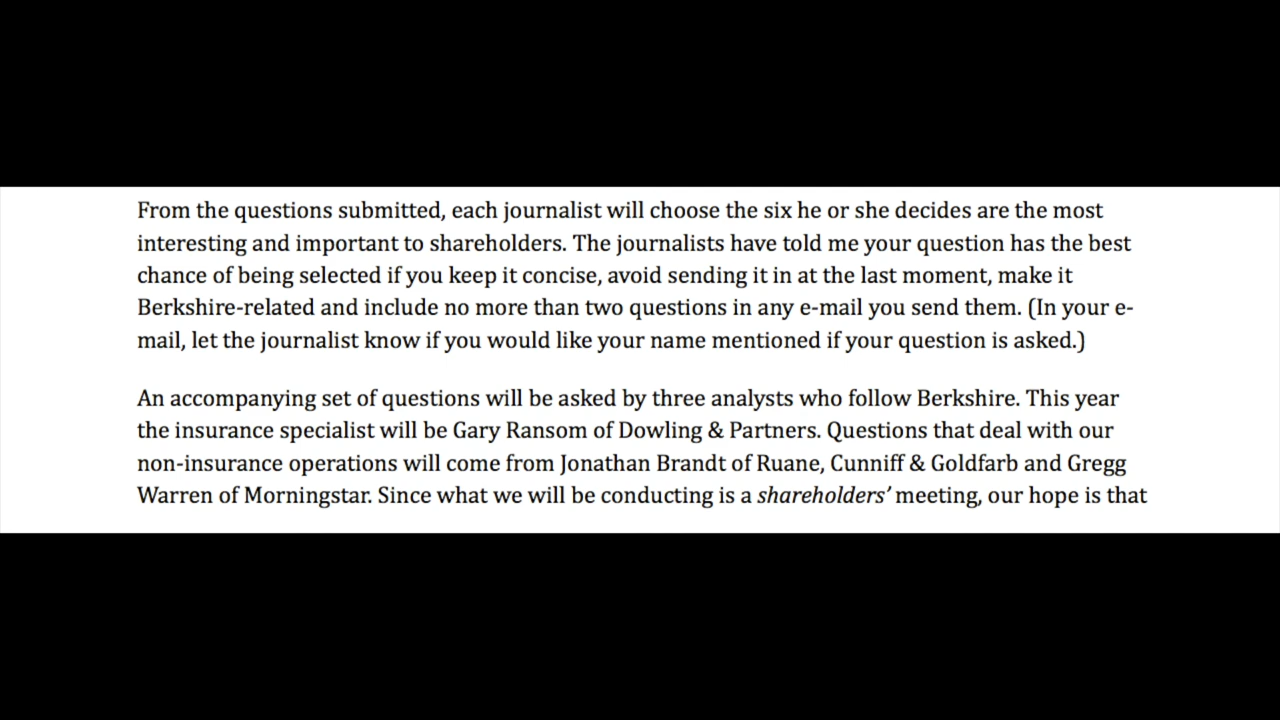 From the questions submitted, each journalist will choose the six he or she decides are the most
interesting and important to shareholders. The journalists have told me your question has the best
chance of being selected if you keep it concise, avoid sending it in at the last moment, make it
Berkshire-related and include no more than two questions in any e-mail you send them. (In your e-
mail, let the journalist know if you would like your name mentioned if your question is asked.)
An accompanying set of questions will be asked by three analysts who follow Berkshire. This year
the insurance specialist will be Gary Ransom of Dowling & Partners. Questions that deal with our
non-insurance operations will come from Jonathan Brandt of Ruane, Cunniff & Goldfarb and Gregg
Warren of Morningstar. Since what we will be conducting is a shareholders’ meeting, our hope is that